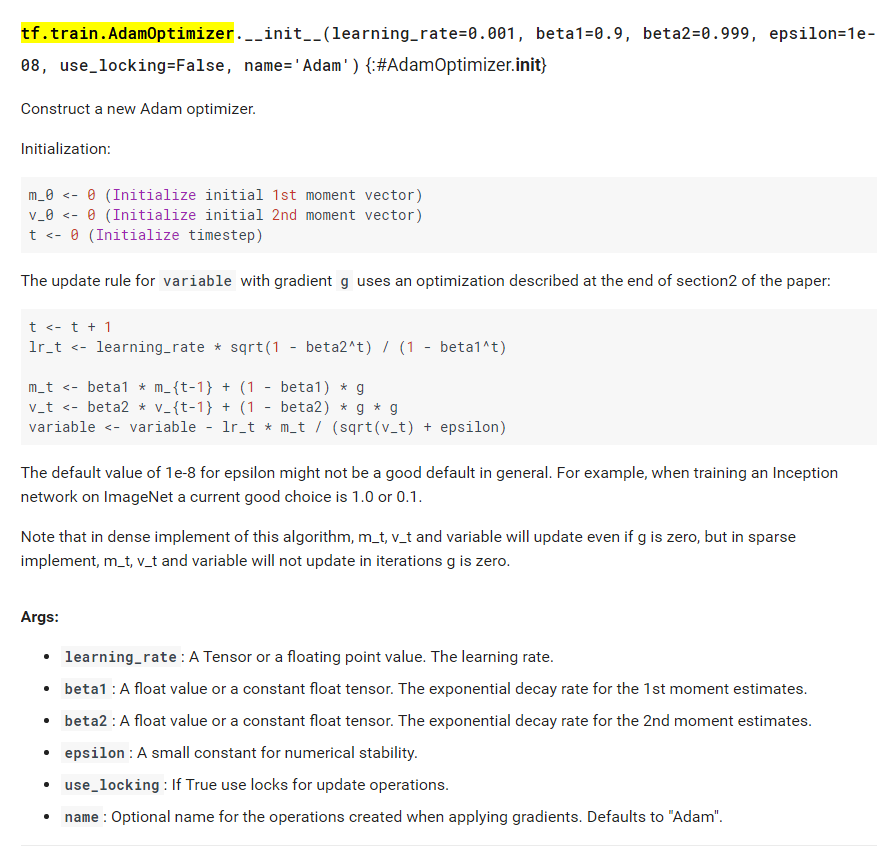 tf.train.AdamOptimizer.__init__(learning_rate=0.001, beta1=0.9, beta2=0.999, epsilon=1e-
08, use_locking=False, name='Adam') {:#AdamOptimizer.init}
Construct a new Adam optimizer.
Initialization:
m_0 <- 0 (Initialize initial 1st moment vector)
v_0 <- 0 (Initialize initial 2nd moment vector)
t <- 0 (Initialize timestep)
The update rule for variable with gradient g uses an optimization described at the end of section2 of the paper:
t <- t + 1
lr_t <- learning_rate * sqrt(1 - beta2^t) / (1 - beta1^t)
m_t <- beta1 * m_{t-1} + (1 - beta1) * g
v_t <- beta2 * v_{t-1} + (1 - beta2) * g * g
variable <- variable - lr_t * m_t / (sqrt(v_t) + epsilon)
The default value of 1e-8 for epsilon might not be a good default in general. For example, when training an Inception
network on ImageNet a current good choice is 1.0 or 0.1.
Note that in dense implement of this algorithm, m_t, v_t and variable will update even if g is zero, but in sparse
implement, m_t, v_t and variable will not update in iterations g is zero.
Args:
• learning_rate : A Tensor or a floating point value. The learning rate.
• beta1 : A float value or a constant float tensor. The exponential decay rate for the 1st moment estimates.
• beta2 : A float value or a constant float tensor. The exponential decay rate for the 2nd moment estimates.
• epsilon : A small constant for numerical stability.
• use_locking : If True use locks for update operations.
• name : Optional name for the operations created when applying gradients. Defaults to "Adam".